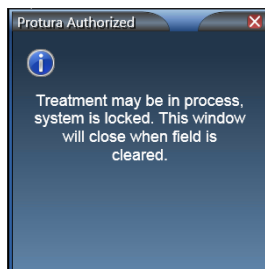 Protura Authorized
Treatment may be in process,
system is locked. This window
will close when field is
cleared.